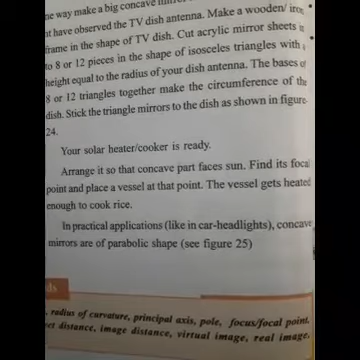 make a big concave
have observed the TV dish antenna. Make a wooden/ iron
frame in the shape of TV dish. Cut acrylic mirror sheets
to 8 or 12 pieces in the shape of isosceles triangles with
height equal to the radius of your dish antenna. The bases of
8 or 12 triangles together make the circumference of the
dish. Stick the triangle mirrors to the dish as shown in figure-
24.
Your solar heater/cooker is ready.
Arrange it so that concave part faces sun. Find its focal
point and place a vessel at that point. The vessel gets heated
enough to cook rice.
In practical applications (like in car-headlights), concave
mirrors are of parabolic shape (see figure 25)
radius of curvature, principal axis, pole, focus/focal point,
distance, image distance, virtual image, real image,